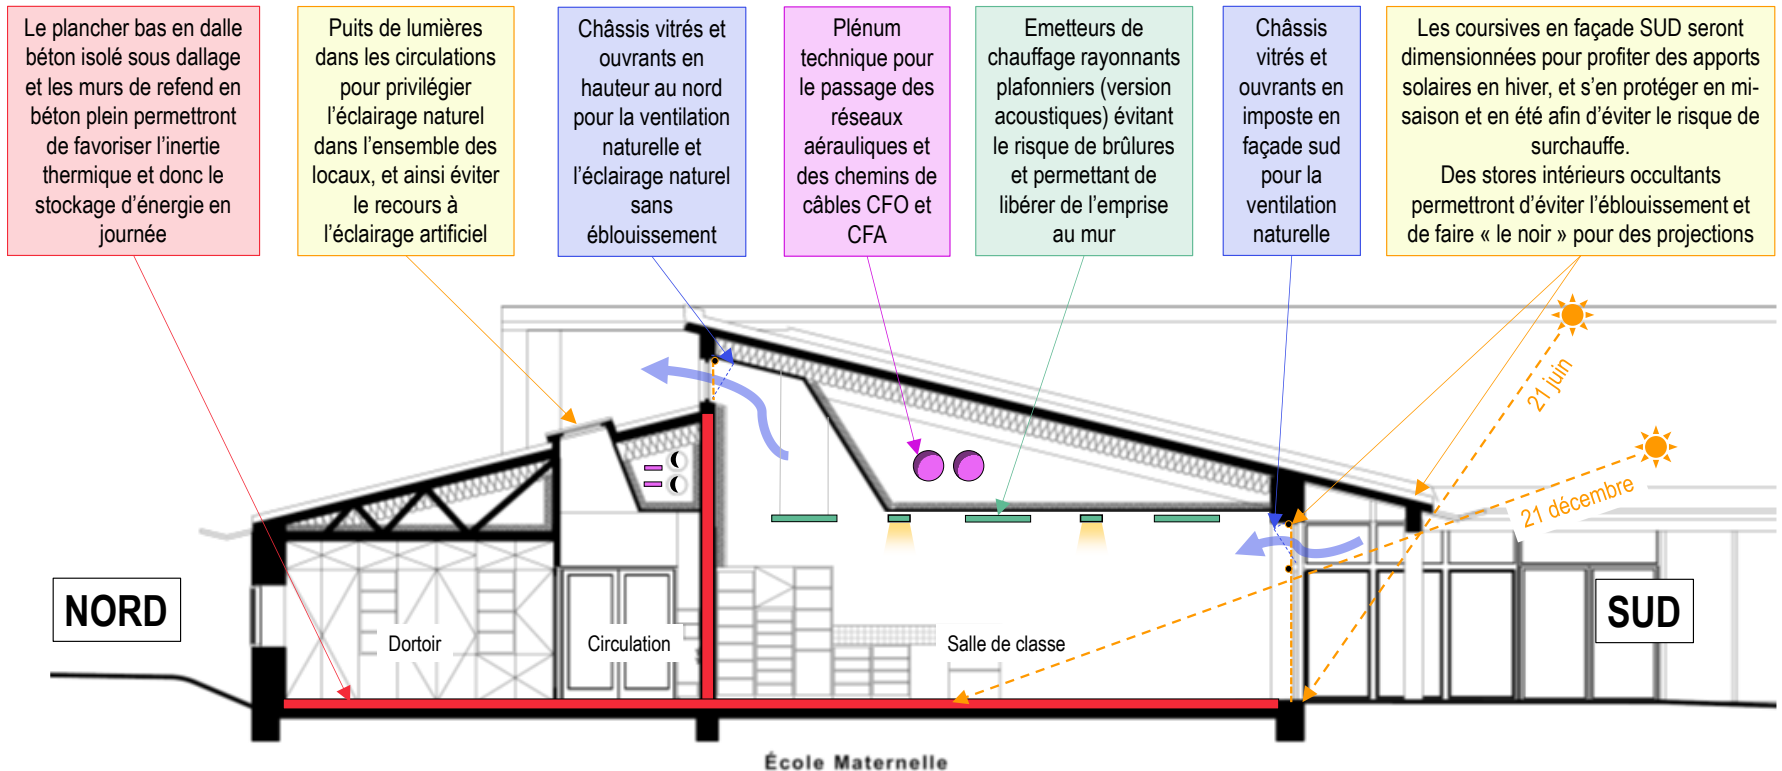 Le plancher bas en dalle
béton isolé sous dallage
et les murs de refend en
béton plein permettront
de favoriser l’inertie
thermique et donc le
stockage d’énergie en
journée
Puits de lumières
dans les circulations
pour privilégier
l’éclairage naturel
dans l’ensemble des
locaux, et ainsi éviter
le recours à
l’éclairage artificiel
Châssis vitrés et
ouvrants en
hauteur au nord
pour la ventilation
naturelle et
l’éclairage naturel
sans
éblouissement
Plénum
technique pour
le passage des
réseaux
aérauliques et
des chemins de
câbles CFO et
CFA
Emetteurs de
chauffage rayonnants
plafonniers (version
acoustiques) évitant
le risque de brûlures
et permettant de
libérer de l’emprise
au mur
Châssis
vitrés et
ouvrants en
imposte en
façade sud
pour la
ventilation
naturelle
Les coursives en façade SUD seront
dimensionnées pour profiter des apports
solaires en hiver, et s’en protéger en mi-
saison et en été afin d’éviter le risque de
surchauffe.
Des stores intérieurs occultants
permettront d’éviter l’éblouissement et
de faire « le noir » pour des projections
21 juin
21 décembre
NORD
SUD
Dortoir
Circulation
Salle de classe
École Maternelle